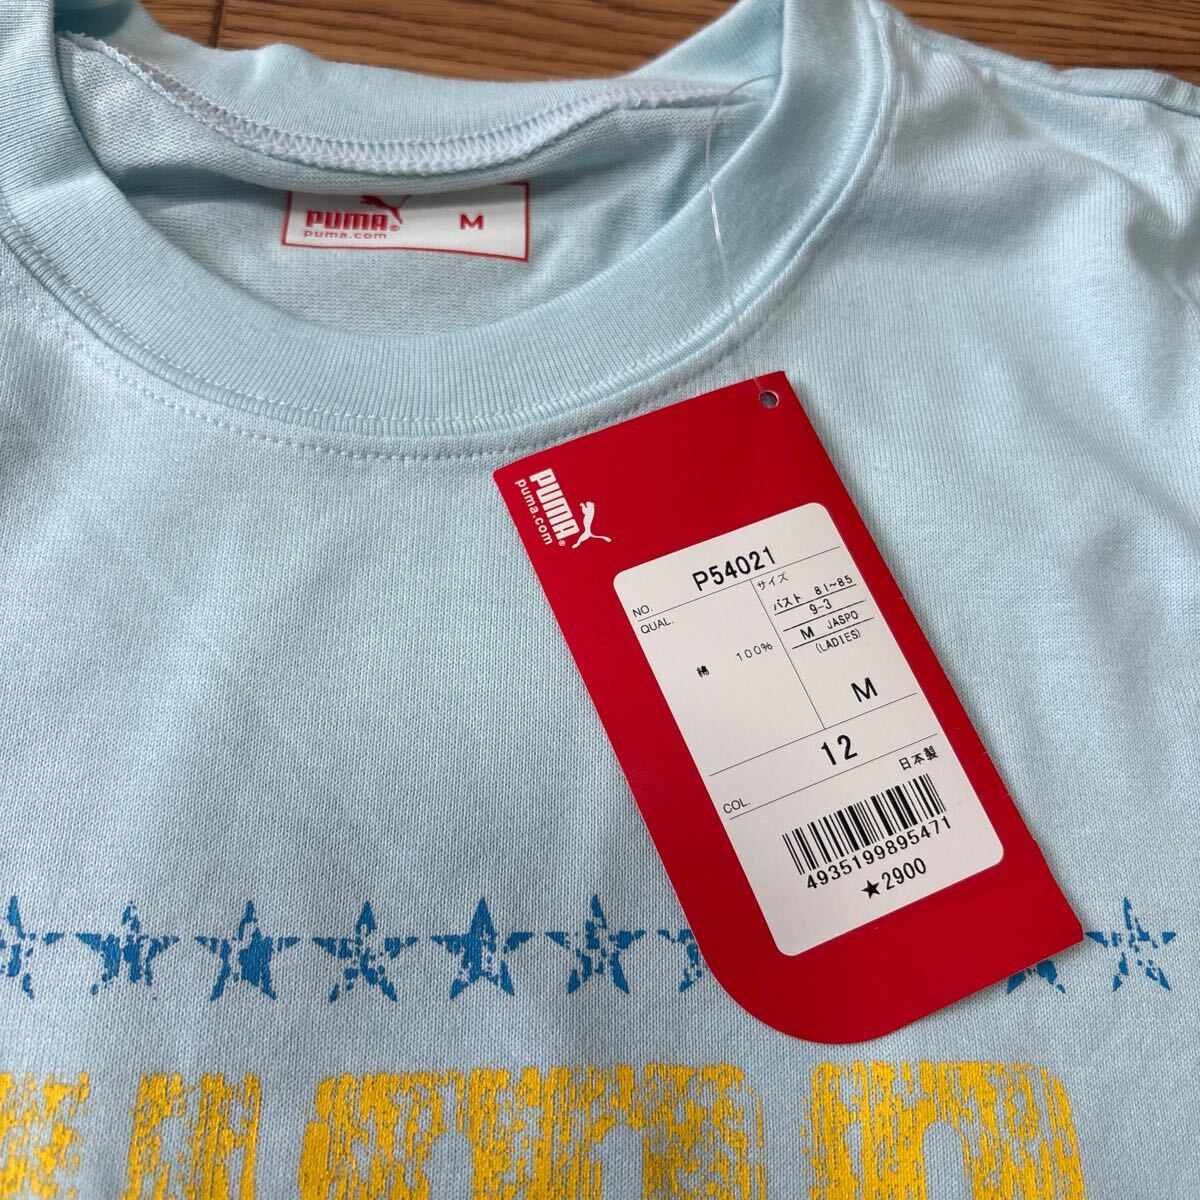 PUMA®
puma.com
M
PUMA®
puma.com
NO. P54021
QUAL.
綿 100%
サイズ
バスト 81~85
9-3
M JASPO
(LADIES)
M
12
COL.
日本製
4935199895471
★2900